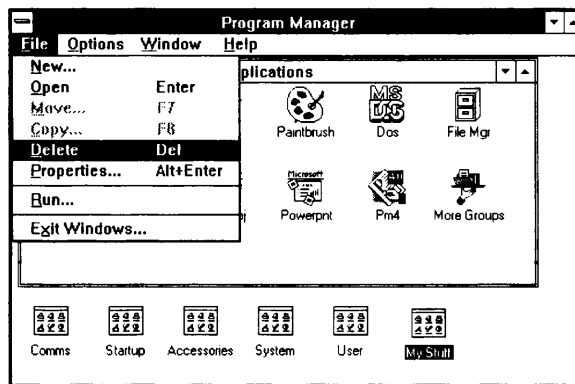 Program Manager
File Options Window Help
New...
Open Enter
Move... F7
Copy... F8
Delete Del
Properties... Alt+Enter
Run...
Exit Windows...
plications
Paintbrush Dos File Mgr
Microsoft
Powerpnt Pm4 More Groups
Comms Startup Accessories System User My Stuff